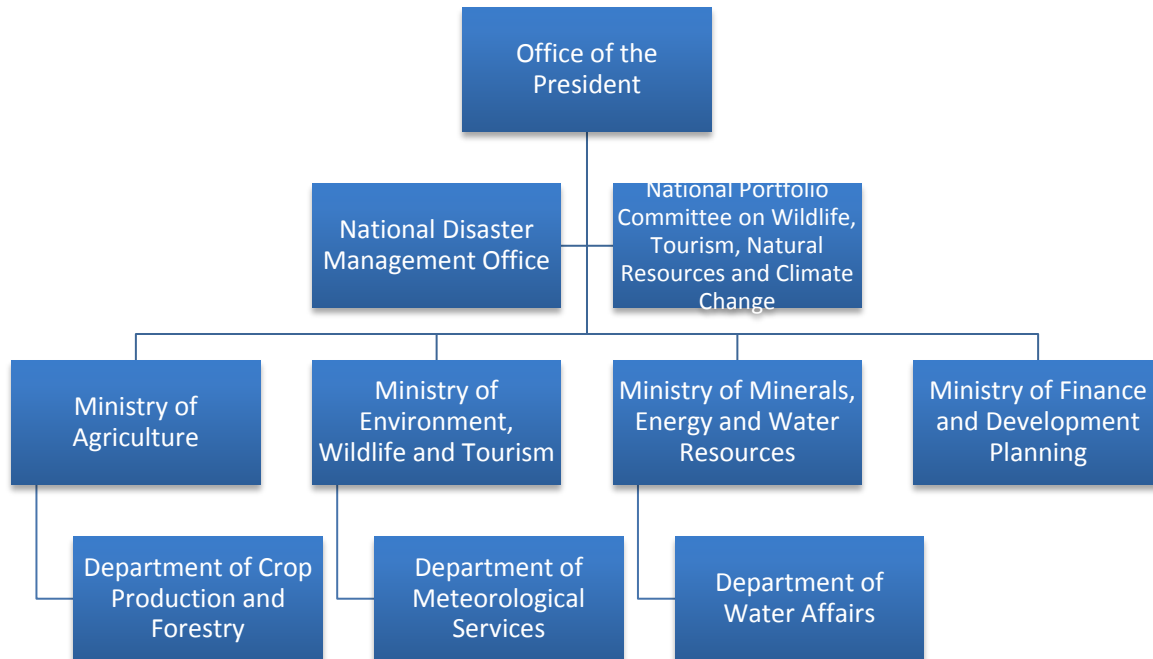 Office of the
President
National Disaster
Management Office
National Portfolio
Committee on Wildlife,
Tourism, Natural
Resources and Climate
Change
Ministry of
Agriculture
Ministry of
Environment,
Wildlife and Tourism
Ministry of Minerals,
Energy and Water
Resources
Ministry of Finance
and Development
Planning
Department of Crop
Production and
Forestry
Department of
Meteorological
Services
Department of
Water Affairs